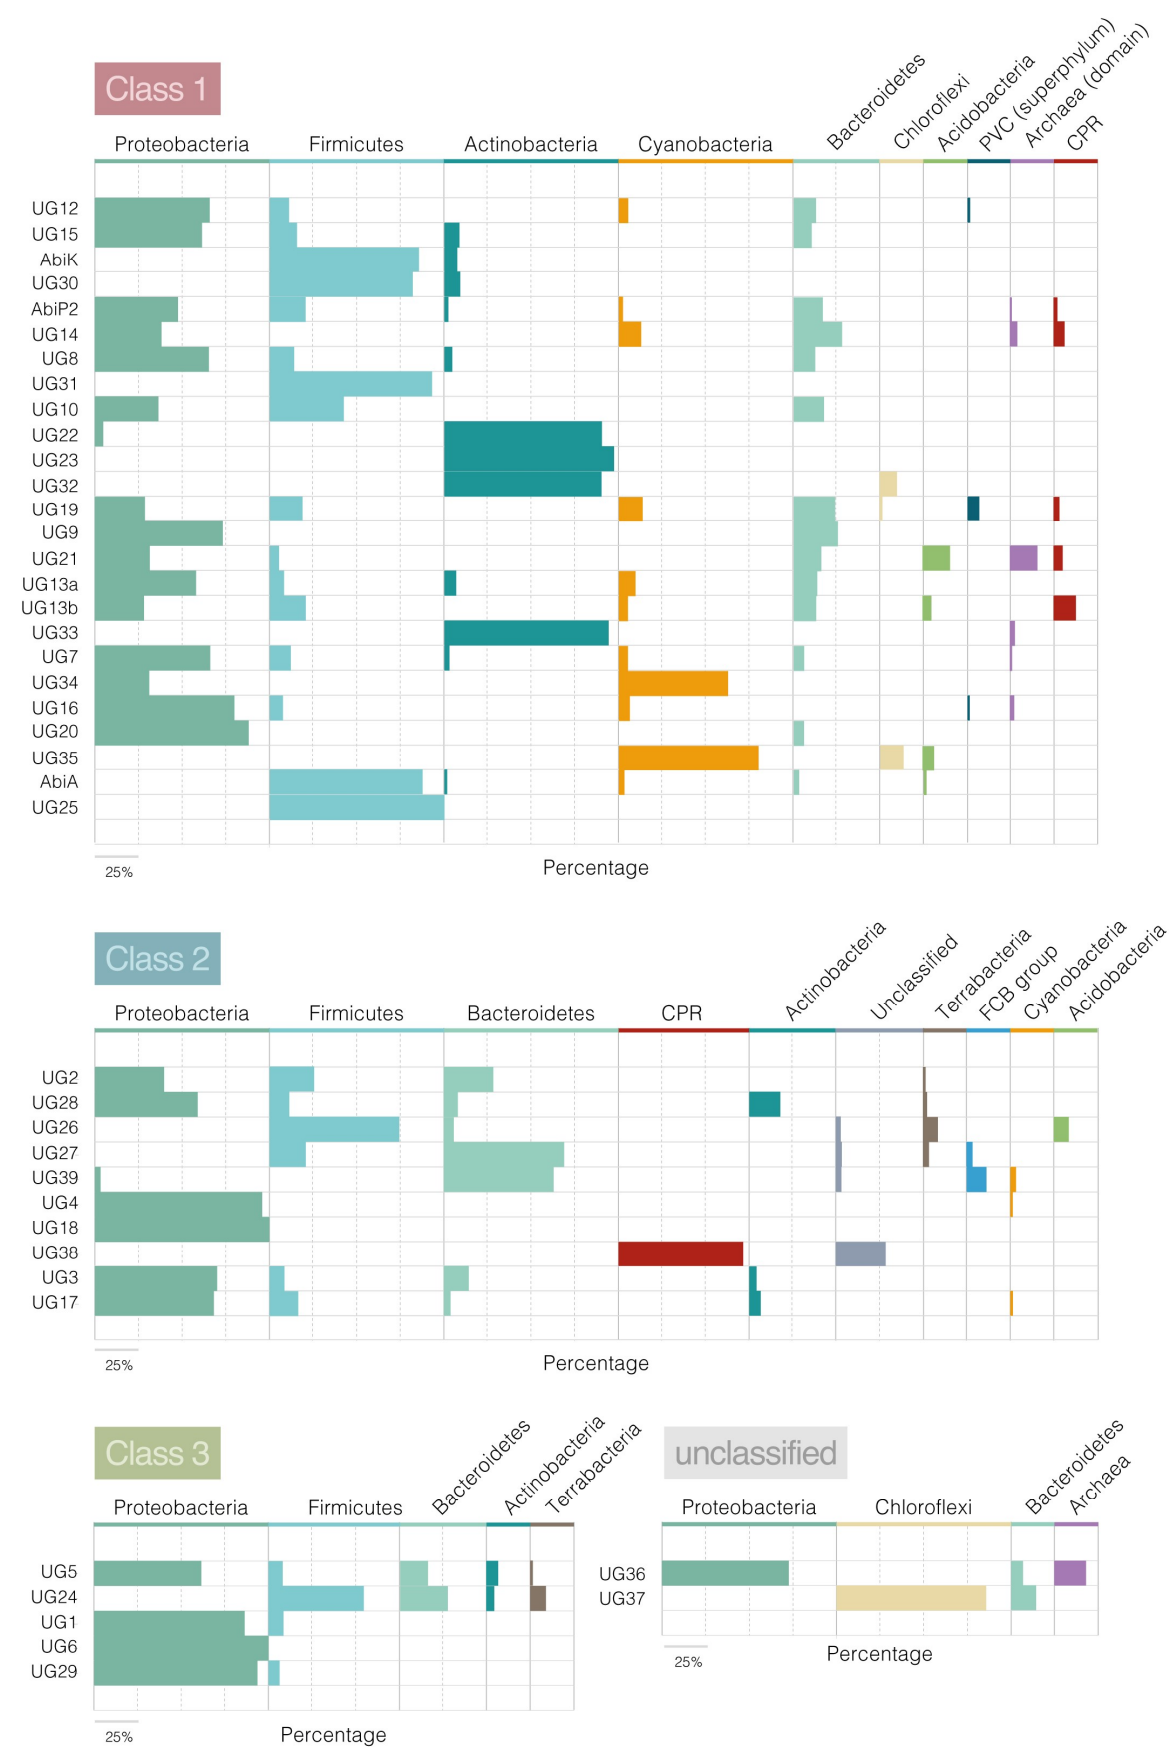 Class 1
Proteobacteria Firmicutes Actinobacteria Cyanobacteria Bacteroidetes Chloroflexi Acidobacteria PVC (superphylum) Archaea (domain) CPR
UG12
UG15
AbiK
UG30
AbiP2
UG14
UG8
UG31
UG10
UG22
UG23
UG32
UG19
UG9
UG21
UG13a
UG13b
UG33
UG7
UG34
UG16
UG20
UG35
AbiA
UG25
25%
Percentage
Class 2
Proteobacteria Firmicutes Bacteroidetes CPR Actinobacteria Unclassified Terrabacteria FCB group Cyanobacteria Acidobacteria
UG2
UG28
UG26
UG27
UG39
UG4
UG18
UG38
UG3
UG17
25%
Percentage
Class 3
Proteobacteria Firmicutes Bacteroidetes Actinobacteria Terrabacteria
UG5
UG24
UG1
UG6
UG29
25%
Percentage
unclassified
Proteobacteria Chloroflexi Bacteroidetes Archaea
UG36
UG37
25%
Percentage